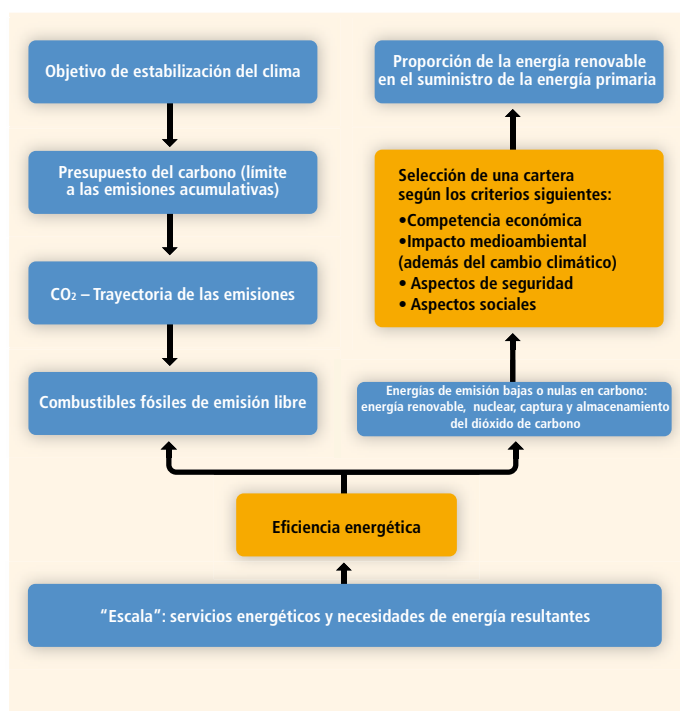 Objetivo de estabilización del clima
Presupuesto del carbono (límite
a las emisiones acumulativas)
CO₂ – Trayectoria de las emisiones
Combustibles fósiles de emisión libre
Proporción de la energía renovable
en el suministro de la energía primaria
Selección de una cartera
según los criterios siguientes:
•Competencia económica
•Impacto medioambiental
(además del cambio climático)
• Aspectos de seguridad
• Aspectos sociales
Energías de emisión bajas o nulas en carbono:
energía renovable, nuclear, captura y almacenamiento
del dióxido de carbono
Eficiencia energética
“Escala”: servicios energéticos y necesidades de energía resultantes